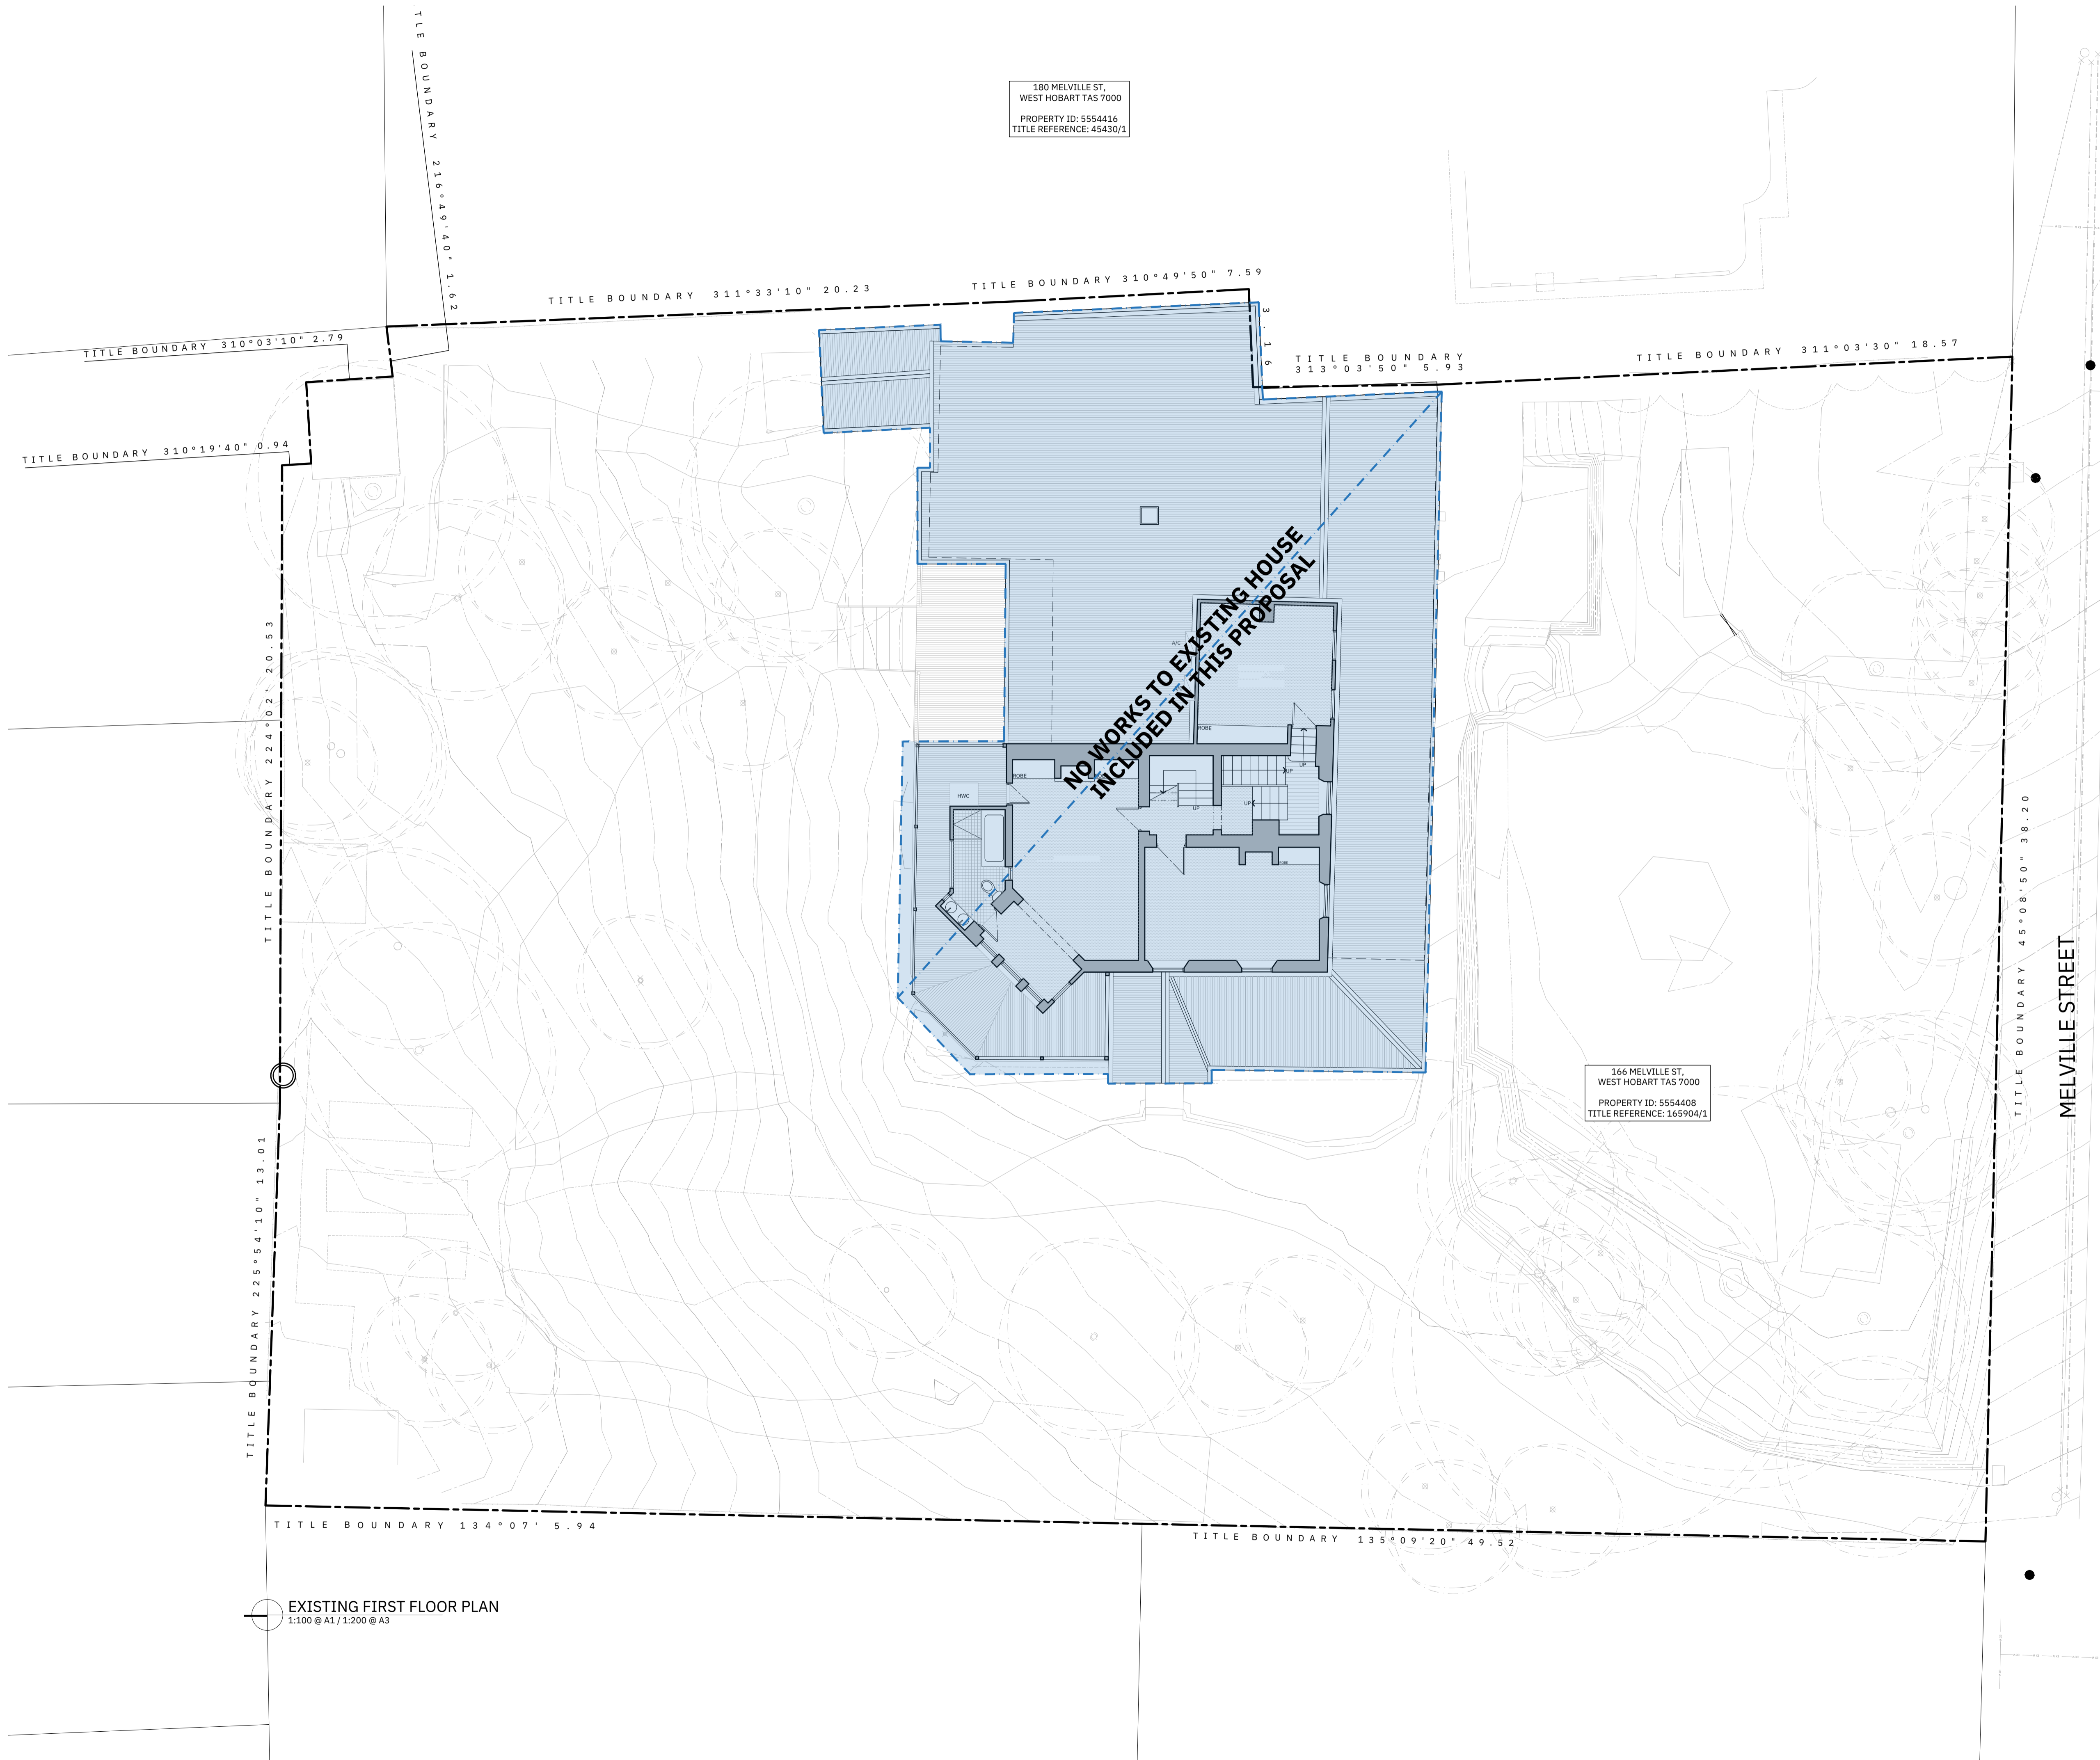 TLE BOUNDARY 216°49'40" 1.62
180 MELVILLE ST,
WEST HOBART TAS 7000
PROPERTY ID: 5554416
TITLE REFERENCE: 45430/1
TITLE BOUNDARY 311°33'10" 20.23
TITLE BOUNDARY 310°49'50" 7.59
3.16
TITLE BOUNDARY
313°03'50" 5.93
TITLE BOUNDARY 311°03'30" 18.57
TITLE BOUNDARY 310°03'10" 2.79
TITLE BOUNDARY 310°19'40" 0.94
TITLE BOUNDARY 224°02' 20.53
NO WORKS TO EXISTING HOUSE
INCLUDED IN THIS PROPOSAL
A/C
ROBE
ROBE
UP
UP
UP
UP
HWC
TITLE BOUNDARY 45°08'50" 38.20
MELVILLE STREET
166 MELVILLE ST,
WEST HOBART TAS 7000
PROPERTY ID: 5554408
TITLE REFERENCE: 165904/1
TITLE BOUNDARY 225°54'10" 13.01
TITLE BOUNDARY 134°07' 5.94
TITLE BOUNDARY 135°09'20" 49.52
EXISTING FIRST FLOOR PLAN
1:100 @ A1 / 1:200 @ A3